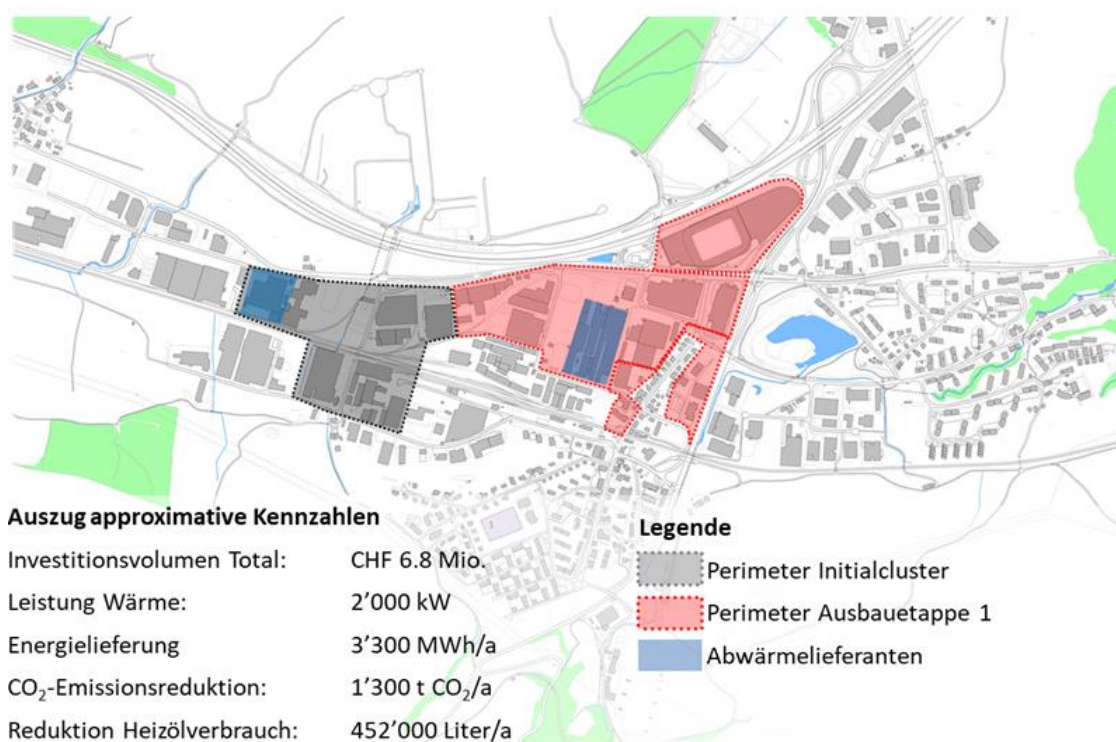 Auszug approximative Kennzahlen
Investitionsvolumen Total: CHF 6.8 Mio.
Leistung Wärme: 2’000 kW
Energielieferung 3’300 MWh/a
CO₂-Emissionsreduktion: 1’300 t CO₂/a
Reduktion Heizölverbrauch: 452’000 Liter/a
Legende
Perimeter Initialcluster
Perimeter Ausbauetappe 1
Abwärmelieferanten